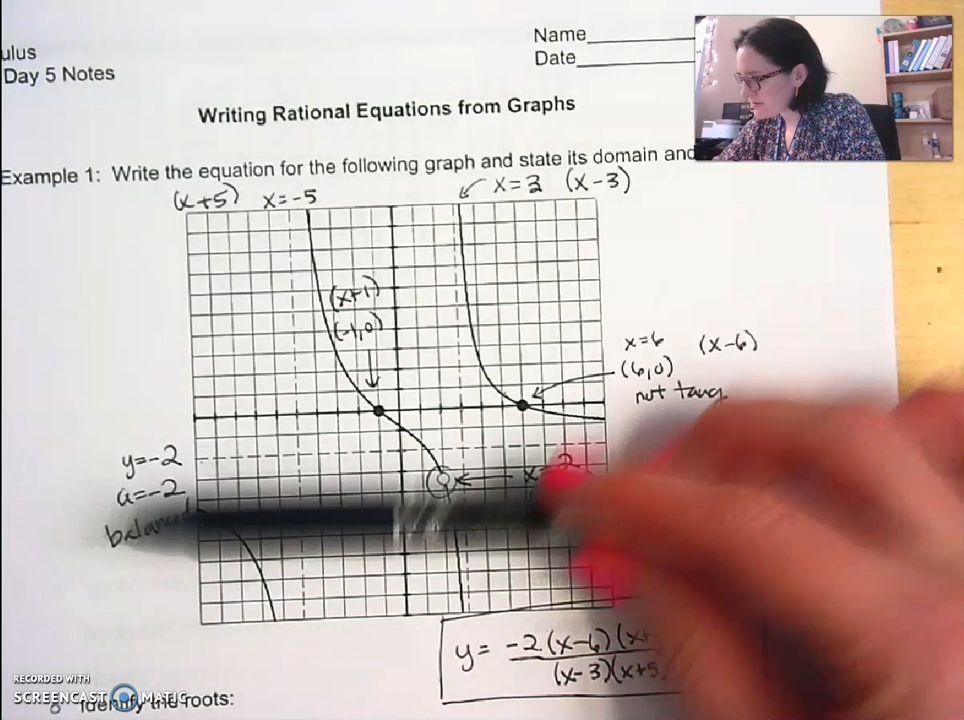 ulus
Name
Day 5 Notes
Date
Writing Rational Equations from Graphs
Example 1: Write the equation for the following graph and state its domain and
(x+5) x=-5
x=3 (x-3)
(x+1)
(-1,0)
x=6 (x-6)
(6,0)
not tang
y=-2
a=-2
balanced
x=2
y= -2(x-6)(x+
(x-3)(x+5
RECORDED WITH
SCREENCAST MATIC
Identify the roots: